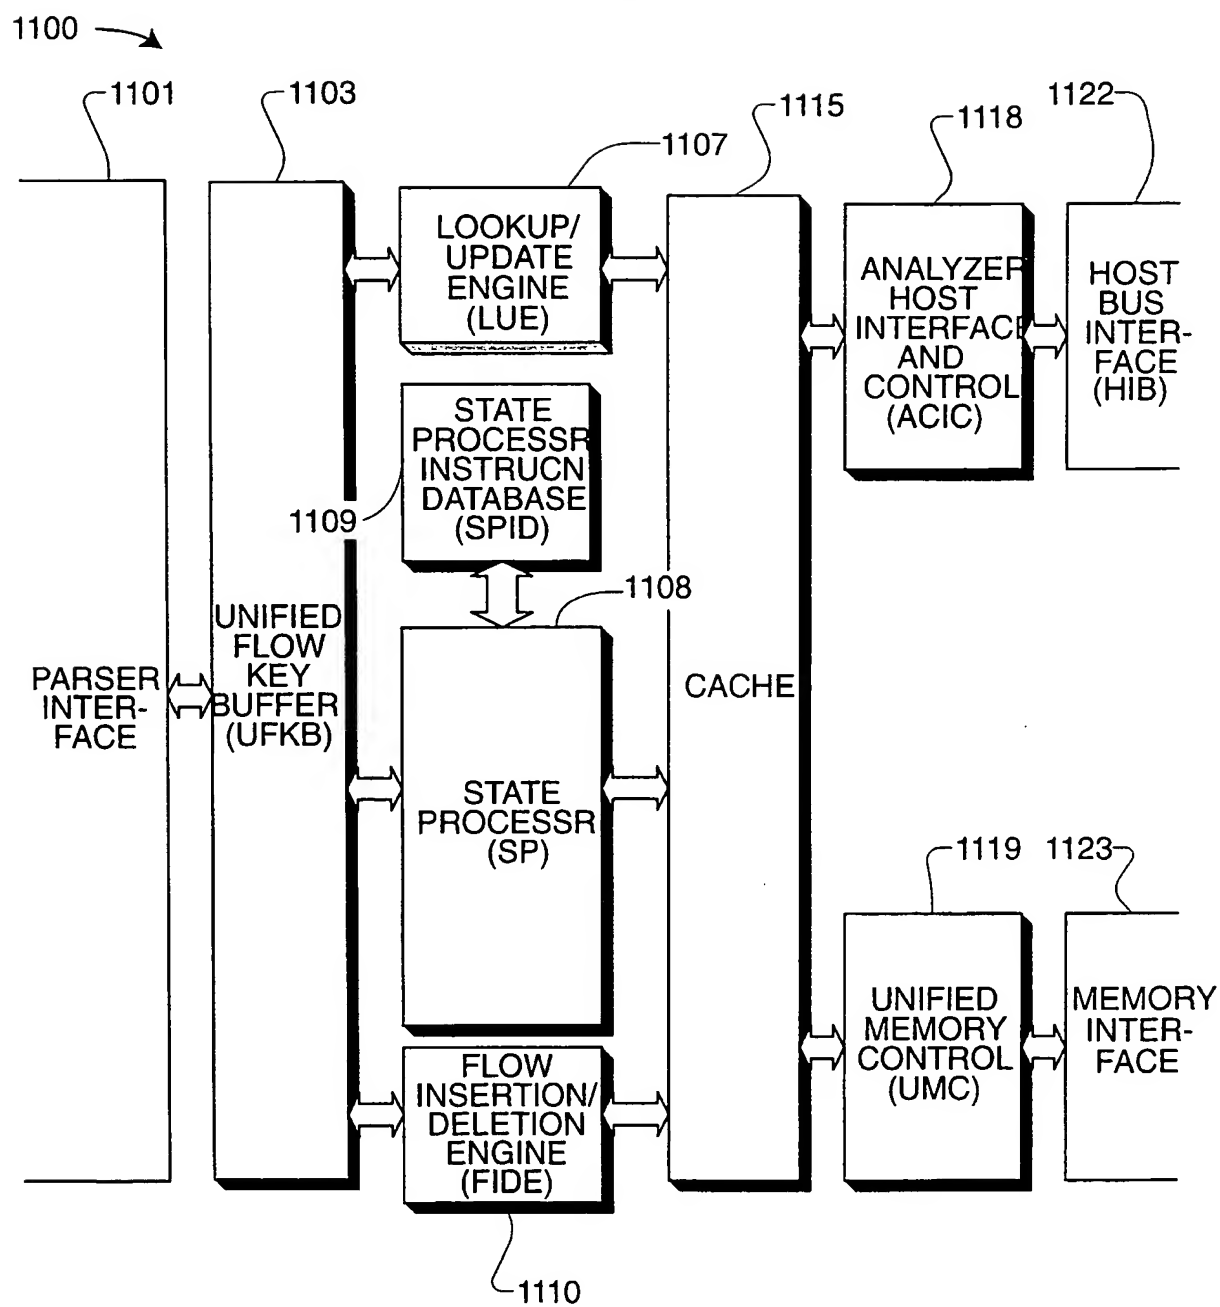 1100
1101
1103
1107
1115
1118
1122
LOOKUP/
UPDATE
ENGINE
(LUE)
ANALYZER
HOST
INTERFACE
AND
CONTROL
(ACIC)
HOST
BUS
INTER-
FACE
(HIB)
STATE
PROCESSR
INSTRUCN
DATABASE
(SPID)
1109
1108
UNIFIED
FLOW
KEY
BUFFER
(UFKB)
PARSER
INTER-
FACE
CACHE
STATE
PROCESSR
(SP)
1119
1123
UNIFIED
MEMORY
CONTROL
(UMC)
MEMORY
INTER-
FACE
FLOW
INSERTION/
DELETION
ENGINE
(FIDE)
1110